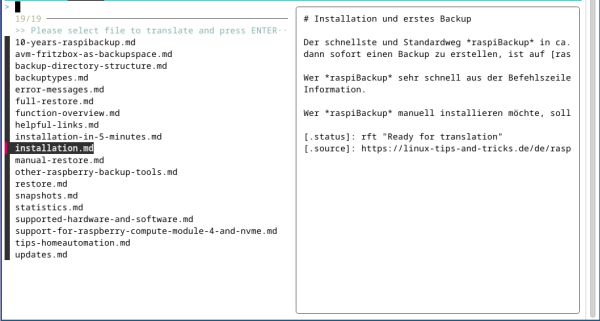 >
19/19
>> Please select file to translate and press ENTER··
10-years-raspibackup.md
avm-fritzbox-as-backupspace.md
backup-directory-structure.md
backuptypes.md
error-messages.md
full-restore.md
function-overview.md
helpful-links.md
installation-in-5-minutes.md
installation.md
manual-restore.md
other-raspberry-backup-tools.md
restore.md
snapshots.md
statistics.md
supported-hardware-and-software.md
support-for-raspberry-compute-module-4-and-nvme.md
tips-homeautomation.md
updates.md
# Installation und erstes Backup
Der schnellste und Standardweg *raspiBackup* in ca.
dann sofort einen Backup zu erstellen, ist auf [ras
Wer *raspiBackup* sehr schnell aus der Befehlszeile
Information.
Wer *raspiBackup* manuell installieren möchte, soll
[.status]: rft "Ready for translation"
[.source]: https://linux-tips-and-tricks.de/de/rasp